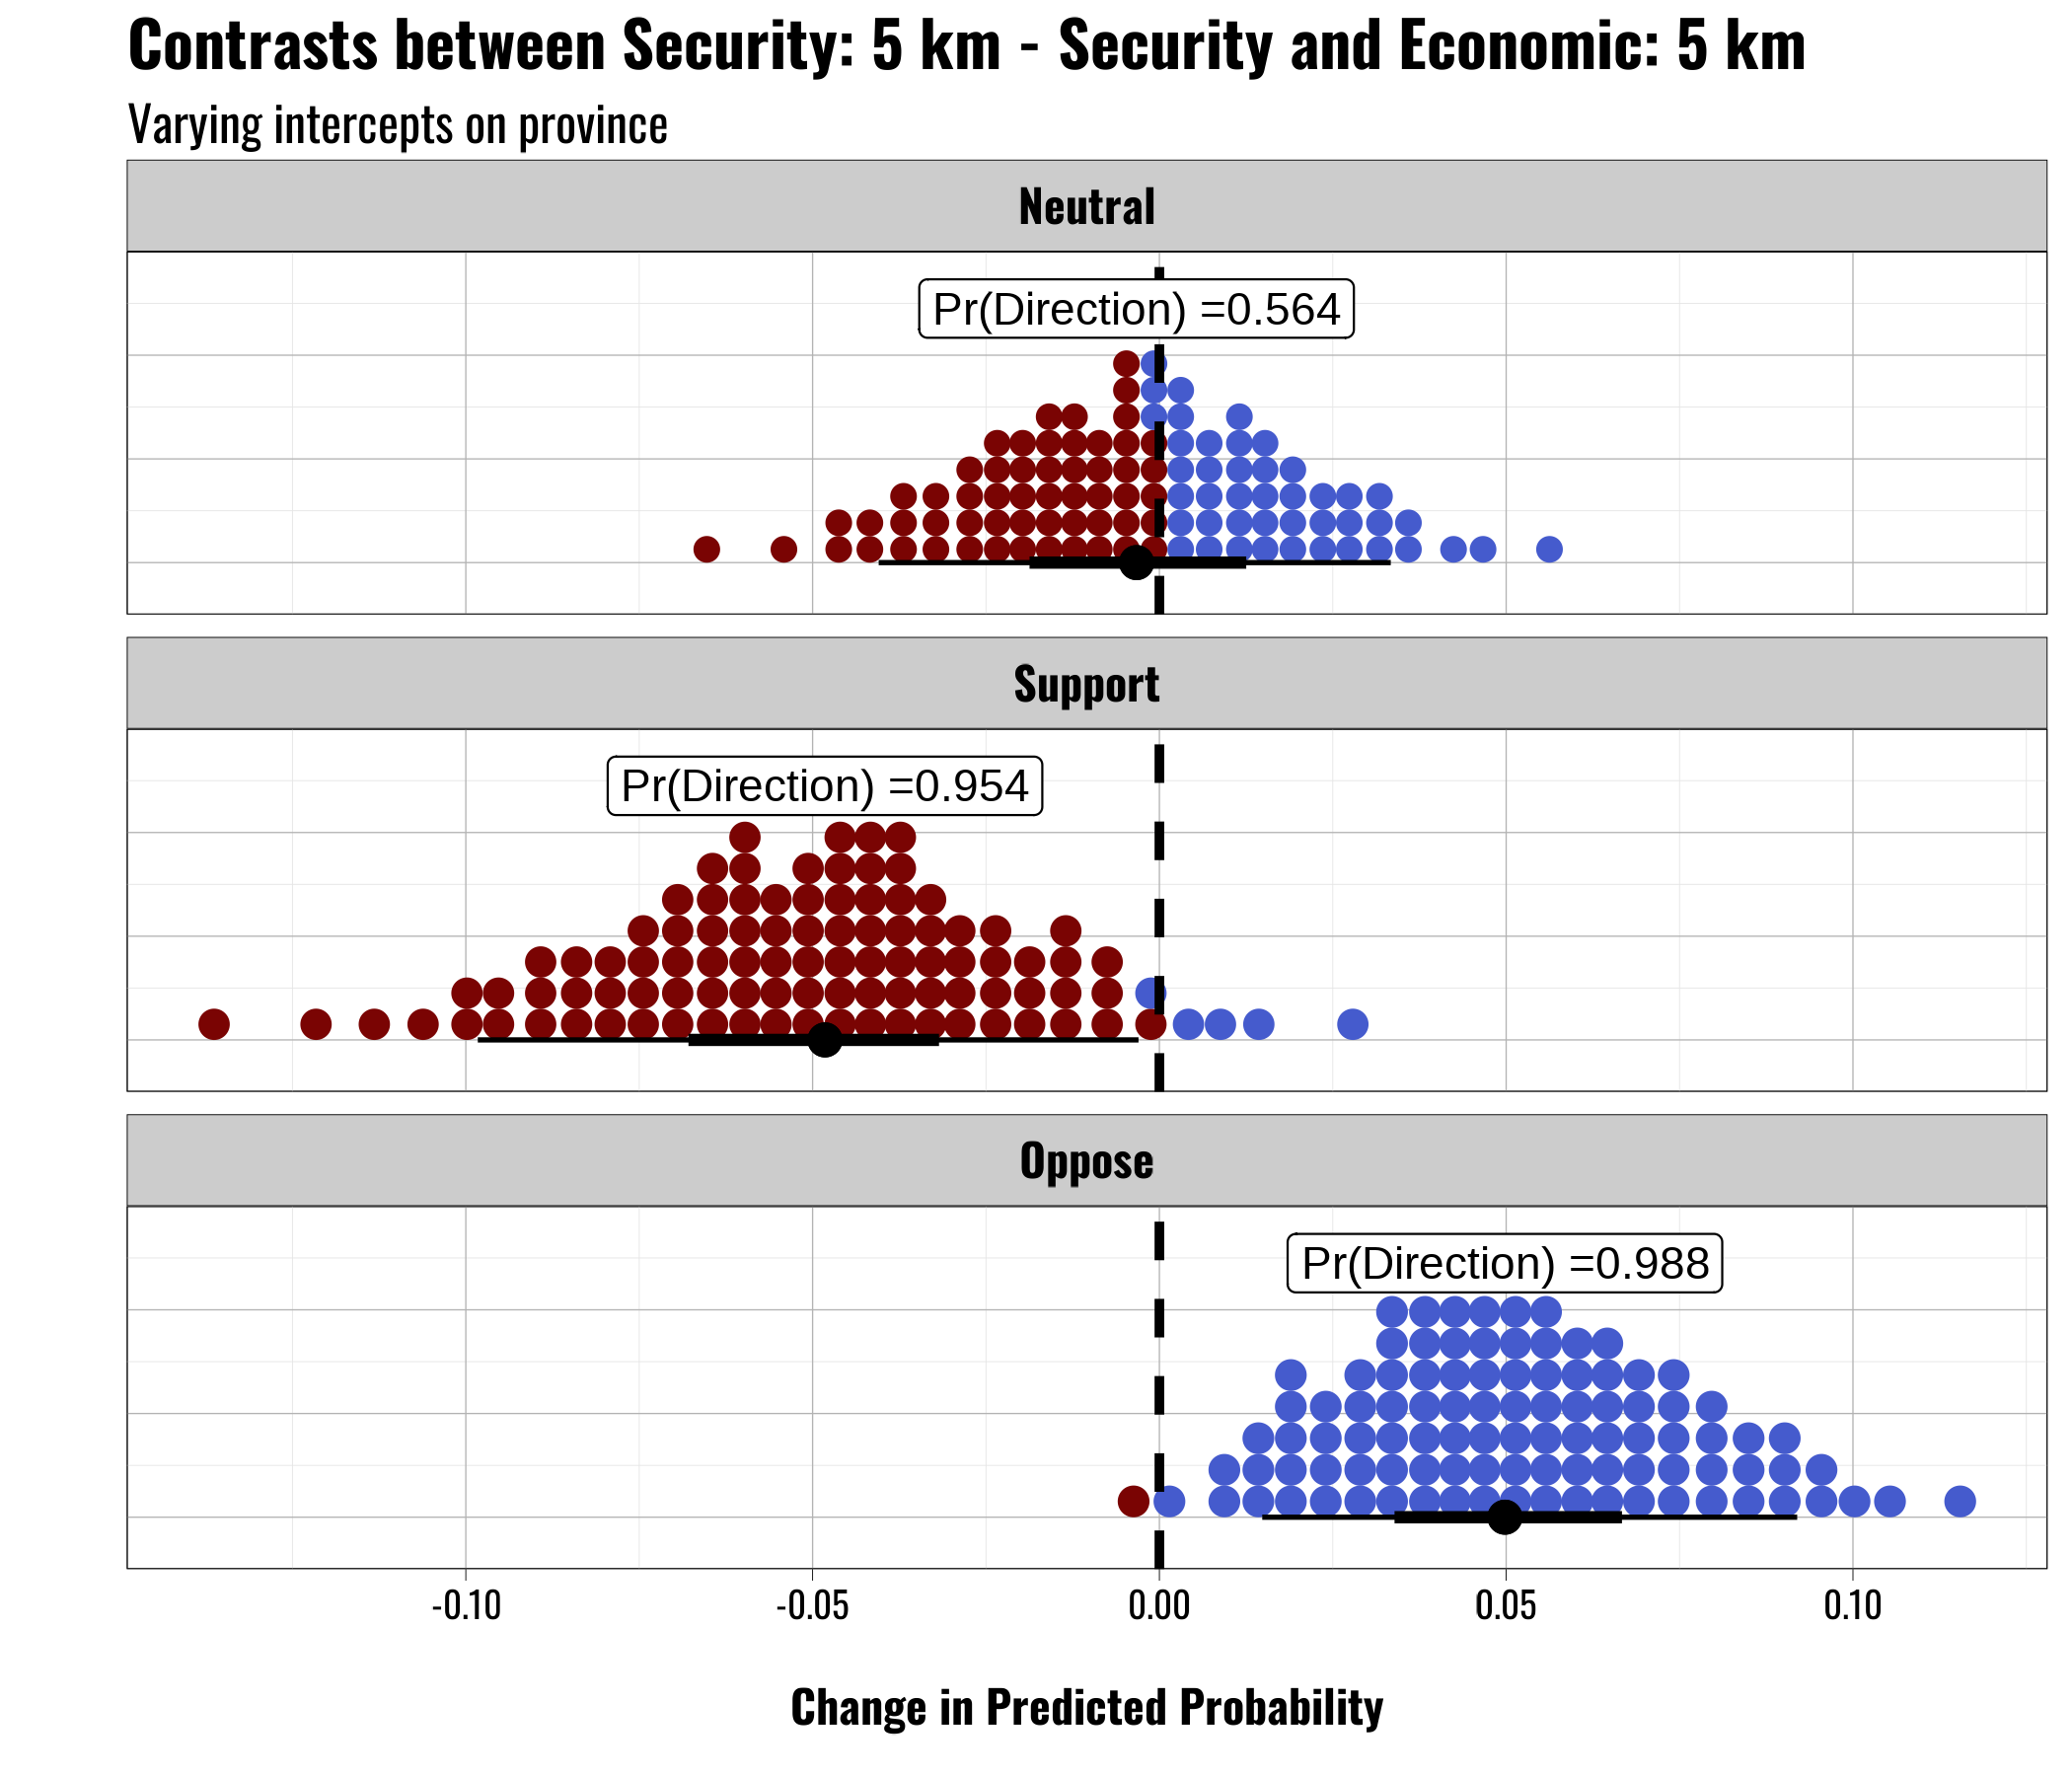 Contrasts between Security: 5 km - Security and Economic: 5 km
Varying intercepts on province
Neutral
Pr(Direction) =0.564
Support
Pr(Direction) =0.954
Oppose
Pr(Direction) =0.988
-0.10 -0.05 0.00 0.05 0.10
Change in Predicted Probability